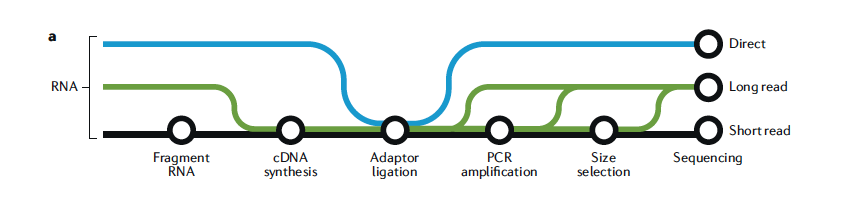 a
Direct
RNA
Long read
Short read
Fragment
RNA
cDNA
synthesis
Adaptor
ligation
PCR
amplification
Size
selection
Sequencing